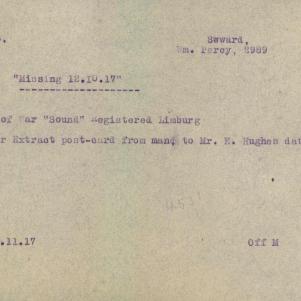 Seward,
Wm. Percy, 2989
"Missing 12.10.17"
of War "Sound" Registered Limburg
Extract post-card from man, to Mr. E. Hughes
.11.17
Off M